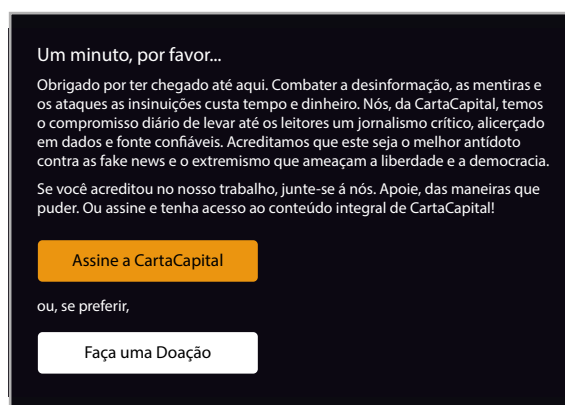 Um minuto, por favor...
Obrigado por ter chegado até aqui. Combater a desinformação, as mentiras e
os ataques as insinuições custa tempo e dinheiro. Nós, da CartaCapital, temos
o compromisso diário de levar até os leitores um jornalismo crítico, alicerçado
em dados e fonte confiáveis. Acreditamos que este seja o melhor antídoto
contra as fake news e o extremismo que ameaçam a liberdade e a democracia.
Se você acreditou no nosso trabalho, junte-se á nós. Apoie, das maneiras que
puder. Ou assine e tenha acesso ao conteúdo integral de CartaCapital!
Assine a CartaCapital
ou, se preferir,
Faça uma Doação